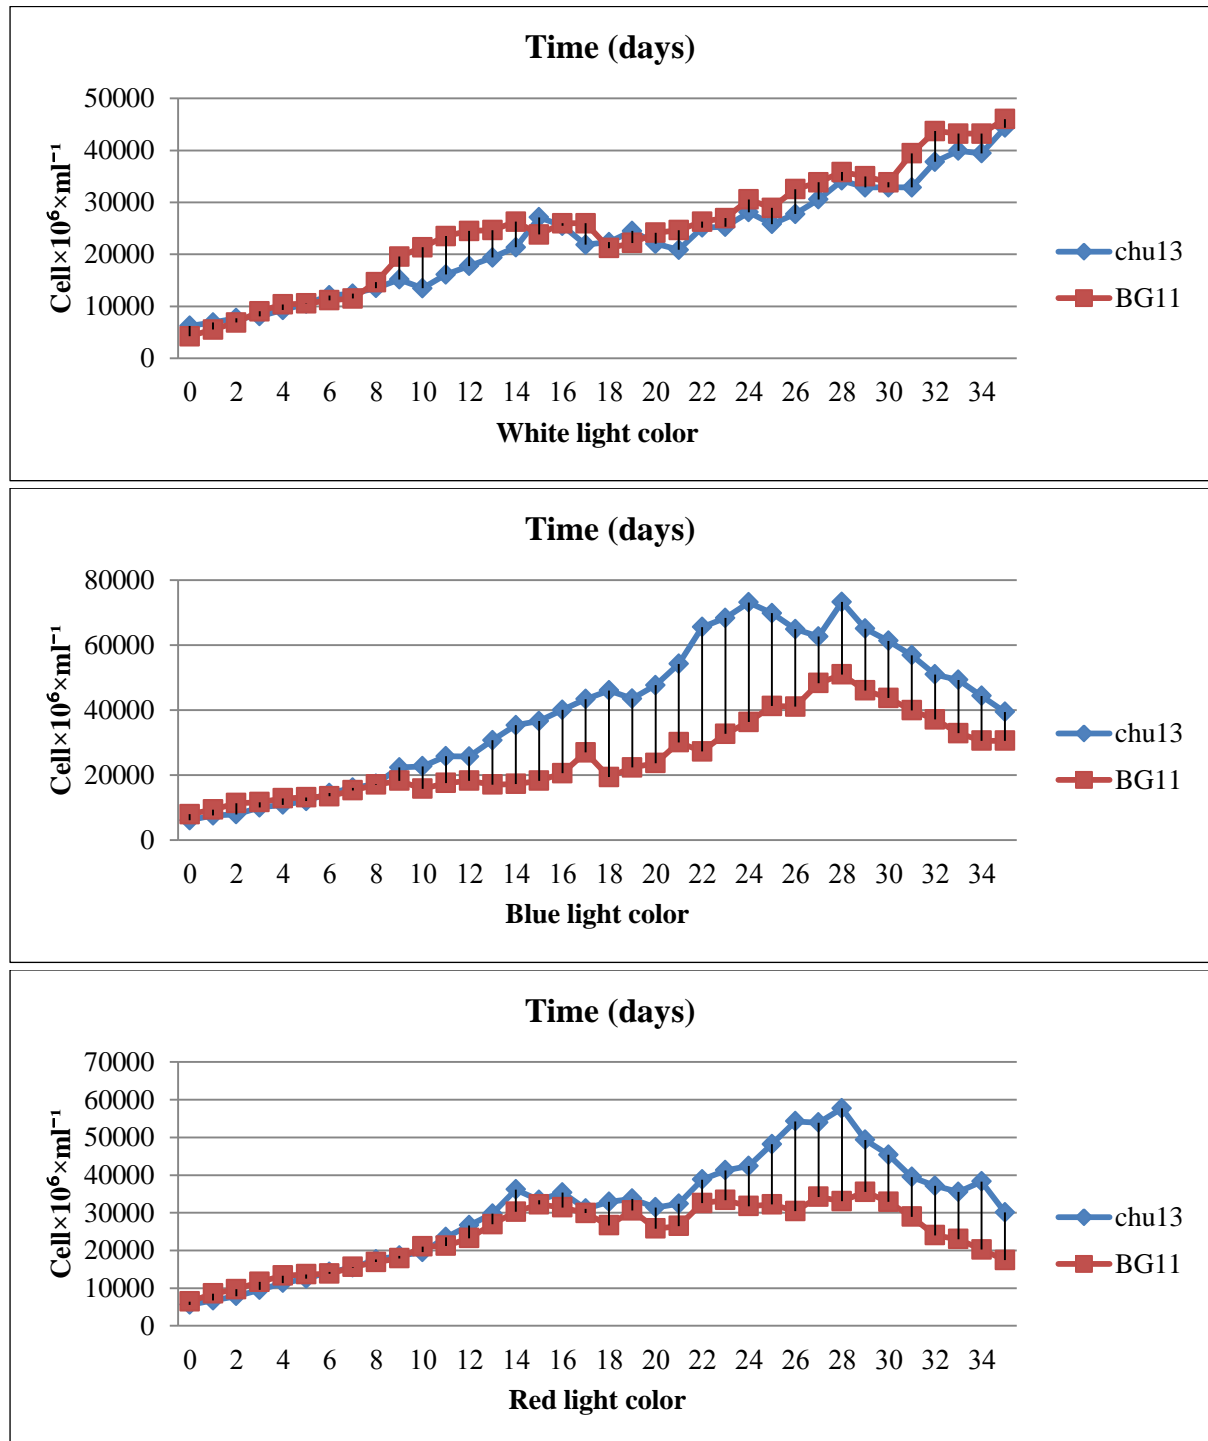 Time (days)
Cell×10⁶×ml⁻¹
50000
40000
30000
20000
10000
0
0 2 4 6 8 10 12 14 16 18 20 22 24 26 28 30 32 34
White light color
chu13
BG11
Time (days)
Cell×10⁶×ml⁻¹
80000
60000
40000
20000
0
0 2 4 6 8 10 12 14 16 18 20 22 24 26 28 30 32 34
Blue light color
chu13
BG11
Time (days)
Cell×10⁶×ml⁻¹
70000
60000
50000
40000
30000
20000
10000
0
0 2 4 6 8 10 12 14 16 18 20 22 24 26 28 30 32 34
Red light color
chu13
BG11